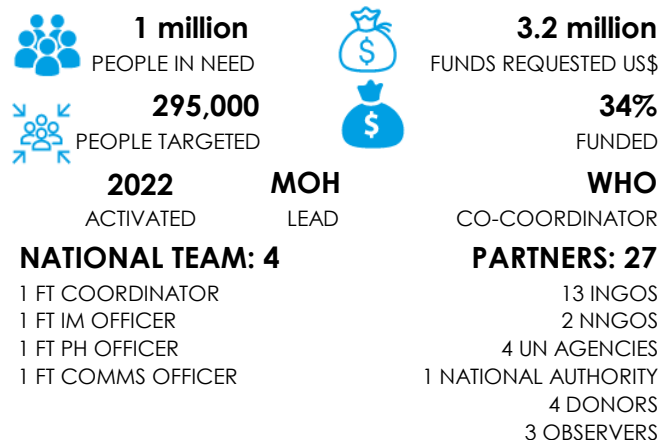 1 million
PEOPLE IN NEED
$
3.2 million
FUNDS REQUESTED US$
295,000
PEOPLE TARGETED
$
34%
FUNDED
2022
ACTIVATED
MOH
LEAD
WHO
CO-COORDINATOR
NATIONAL TEAM: 4
1 FT COORDINATOR
1 FT IM OFFICER
1 FT PH OFFICER
1 FT COMMS OFFICER
PARTNERS: 27
13 INGOS
2 NNGOS
4 UN AGENCIES
1 NATIONAL AUTHORITY
4 DONORS
3 OBSERVERS